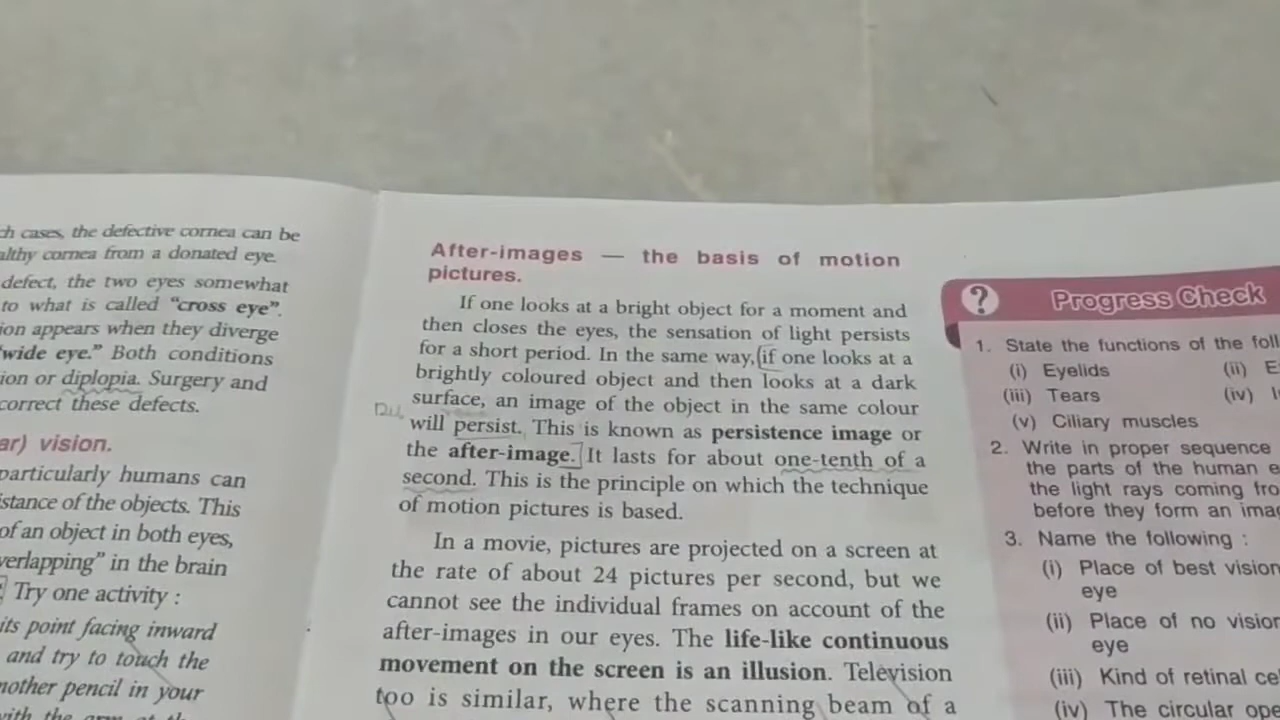 ch cases, the defective cornea can be
althy cornea from a donated eye.
defect, the two eyes somewhat
to what is called "cross eye".
ion appears when they diverge
"wide eye." Both conditions
ion or diplopia. Surgery and
correct these defects.
ar) vision.
particularly humans can
istance of the objects. This
of an object in both eyes,
verlapping" in the brain
Try one activity :
its point facing inward
and try to touch the
nother pencil in your
with the arm at th
After-images — the basis of motion
pictures.
If one looks at a bright object for a moment and
then closes the eyes, the sensation of light persists
for a short period. In the same way, if one looks at a
brightly coloured object and then looks at a dark
surface, an image of the object in the same colour
will persist. This is known as persistence image or
the after-image. It lasts for about one-tenth of a
second. This is the principle on which the technique
of motion pictures is based.
In a movie, pictures are projected on a screen at
the rate of about 24 pictures per second, but we
cannot see the individual frames on account of the
after-images in our eyes. The life-like continuous
movement on the screen is an illusion. Television
too is similar, where the scanning beam of a
? Progress Check
1. State the functions of the foll
(i) Eyelids (ii) E
(iii) Tears (iv) I
(v) Ciliary muscles
2. Write in proper sequence
the parts of the human e
the light rays coming fro
before they form an imag
3. Name the following :
(i) Place of best vision
eye
(ii) Place of no vision
eye
(iii) Kind of retinal ce
(iv) The circular ope